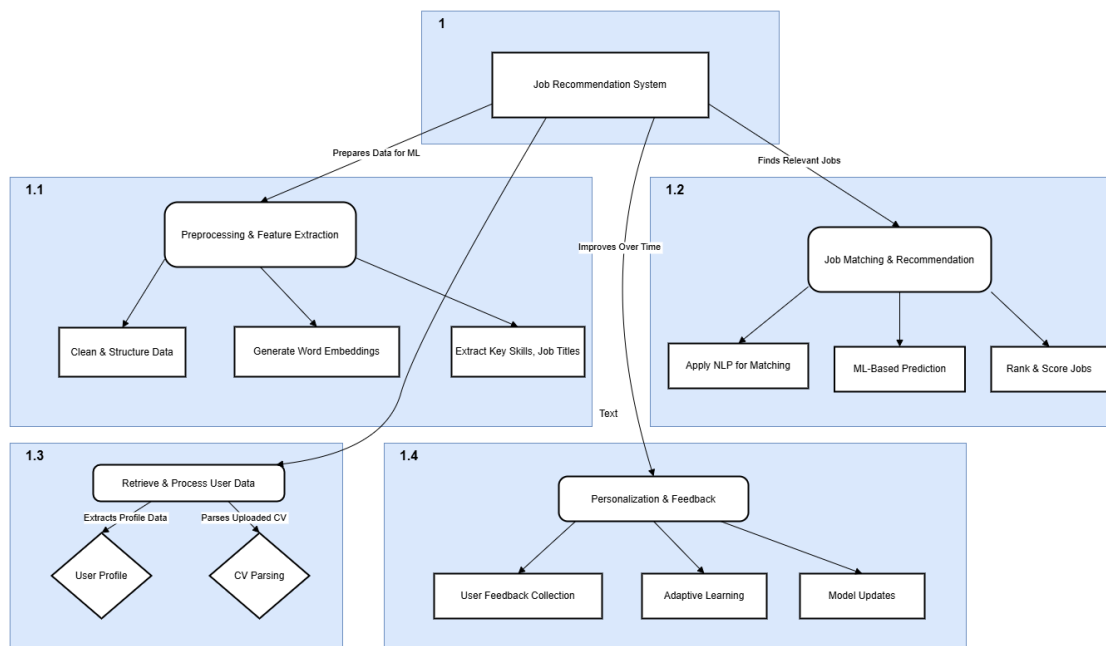 1
Job Recommendation System
Prepares Data for ML
Finds Relevant Jobs
1.1
Preprocessing & Feature Extraction
Clean & Structure Data
Generate Word Embeddings
Extract Key Skills, Job Titles
Improves Over Time
1.2
Job Matching & Recommendation
Apply NLP for Matching
ML-Based Prediction
Rank & Score Jobs
Text
1.3
Retrieve & Process User Data
Extracts Profile Data
Parses Uploaded CV
User Profile
CV Parsing
1.4
Personalization & Feedback
User Feedback Collection
Adaptive Learning
Model Updates